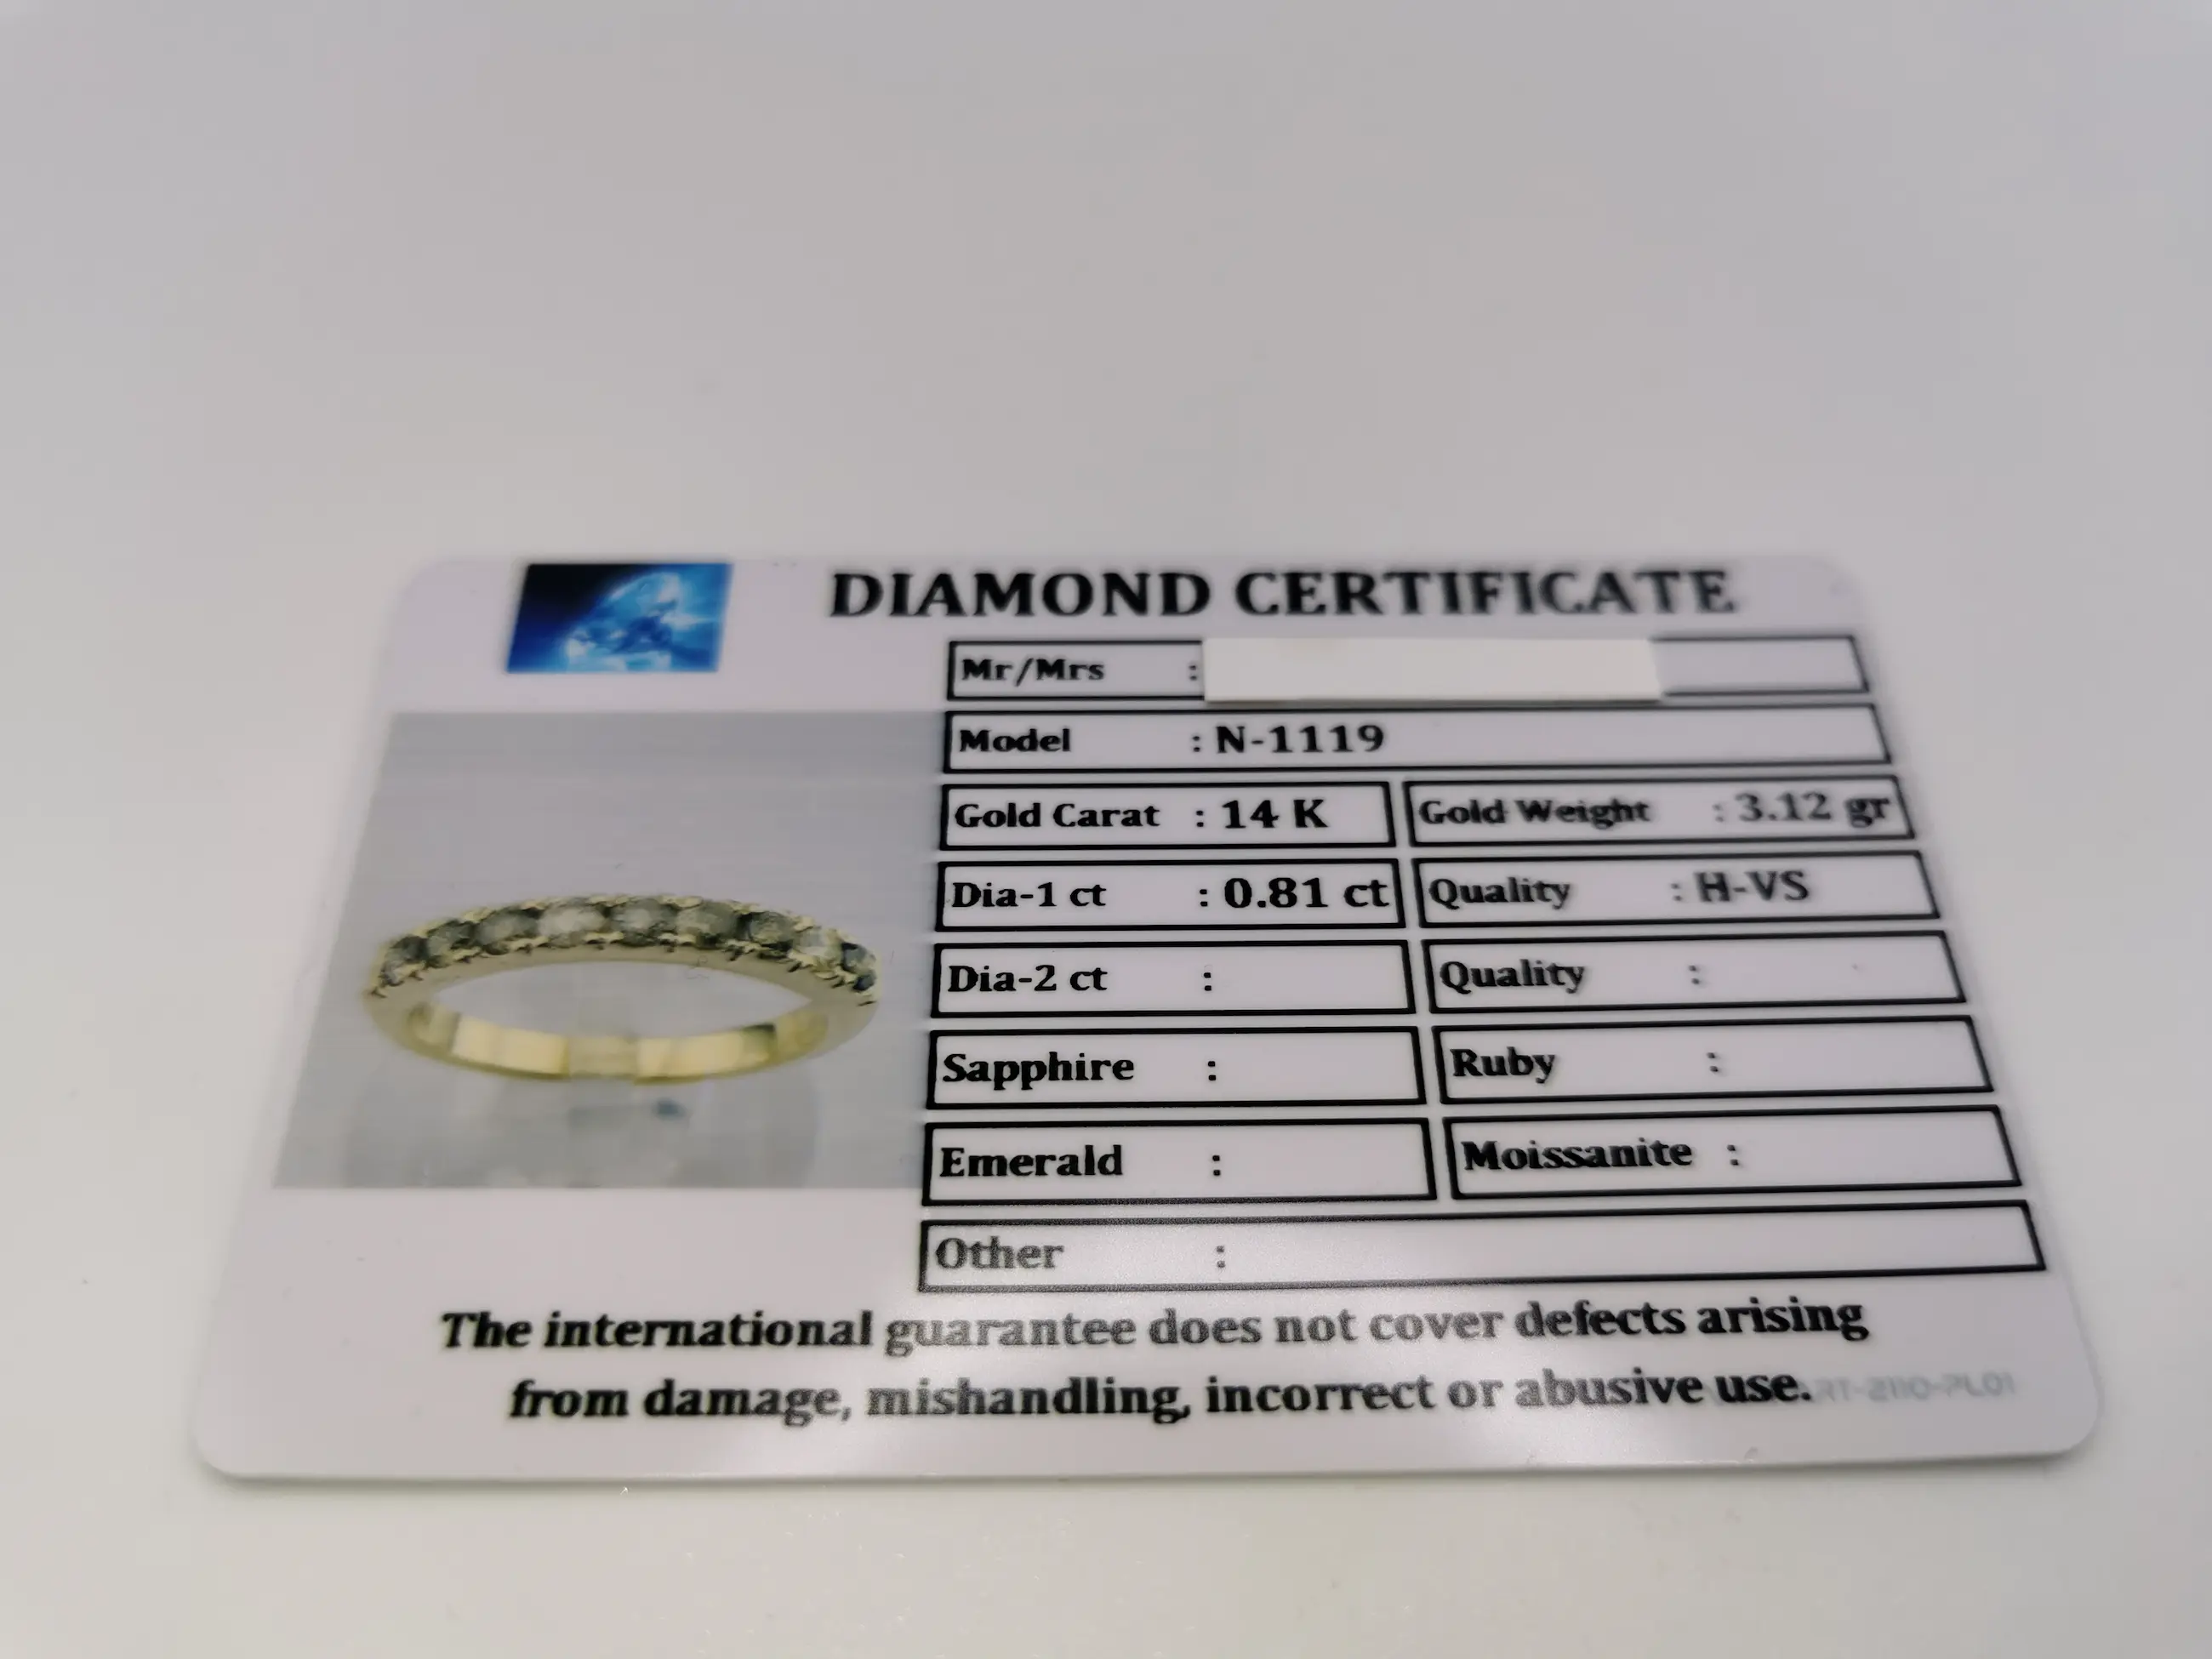 DIAMOND CERTIFICATE
Mr/Mrs :
Model : N-1119
Gold Carat : 14 K Gold Weight : 3.12 gr
Dia-1 ct : 0.81 ct Quality : H-VS
Dia-2 ct : Quality :
Sapphire : Ruby :
Emerald : Moissanite :
Other :
The international guarantee does not cover defects arising
from damage, mishandling, incorrect or abusive use.